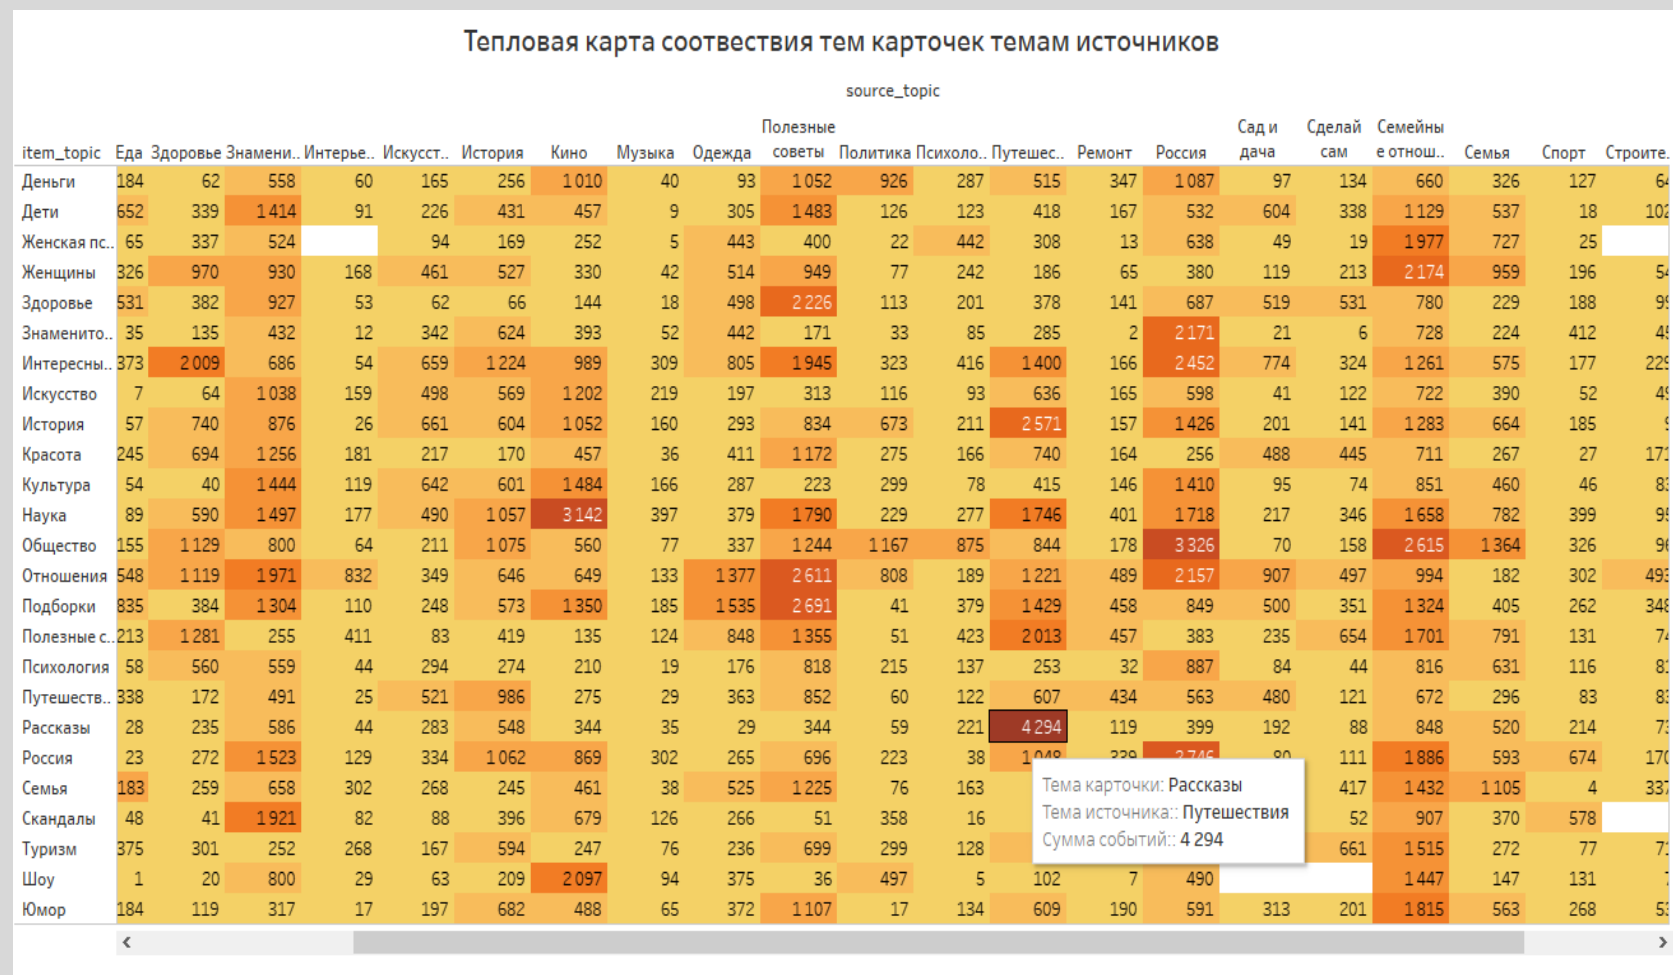 Тепловая карта соотвествия тем карточек темам источников
source_topic
item_topic Еда Здоровье Знамени.. Интерье.. Искусст.. История Кино Музыка Одежда Полезные советы Политика Психоло.. Путешес.. Ремонт Россия Сад и дача Сделай сам Семейны е отнош.. Семья Спорт Строите.
Деньги 184 62 558 60 165 256 1 010 40 93 1 052 926 287 515 347 1 087 97 134 660 326 127
Дети 652 339 1 414 91 226 431 457 9 305 1 483 126 123 418 167 532 604 338 1 129 537 18 102
Женская пс.. 65 337 524 94 169 252 5 443 400 22 442 308 13 638 49 19 1 977 727 25
Женщины 326 970 930 168 461 527 330 42 514 949 77 242 186 65 380 119 213 2 174 959 196
Здоровье 531 382 927 53 62 66 144 18 498 2 226 113 201 378 141 687 519 531 780 229 188
Знаменито.. 35 135 432 12 342 624 393 52 442 171 33 85 285 2 2 171 21 6 728 224 412
Интересны.. 373 2 009 686 54 659 1 224 989 309 805 1 945 323 416 1 400 166 2 452 774 324 1 261 575 177 229
Искусство 7 64 1 038 159 498 569 1 202 219 197 313 116 93 636 165 598 41 122 722 390 52
История 57 740 876 26 661 604 1 052 160 293 834 673 211 2 571 157 1 426 201 141 1 283 664 185
Красота 245 694 1 256 181 217 170 457 36 411 1 172 275 166 740 164 256 488 445 711 267 27 171
Культура 54 40 1 444 119 642 601 1 484 166 287 223 299 78 415 146 1 410 95 74 851 460 46
Наука 89 590 1 497 177 490 1 057 3 142 397 379 1 790 229 277 1 746 401 1 718 217 346 1 658 782 399
Общество 155 1 129 800 64 211 1 075 560 77 337 1 244 1 167 875 844 178 3 326 70 158 2 615 1 364 326
Отношения 548 1 119 1 971 832 349 646 649 133 1 377 2 611 808 189 1 221 489 2 157 907 497 994 182 302 493
Подборки 835 384 1 304 110 248 573 1 350 185 1 535 2 691 41 379 1 429 458 849 500 351 1 324 405 262 348
Полезные с.. 213 1 281 255 411 83 419 135 124 848 1 355 51 423 2 013 457 383 235 654 1 701 791 131
Психология 58 560 559 44 294 274 210 19 176 818 215 137 253 32 887 84 44 816 631 116
Путешеств.. 338 172 491 25 521 986 275 29 363 852 60 122 607 434 563 480 121 672 296 83
Рассказы 28 235 586 44 283 548 344 35 29 344 59 221 4 294 119 399 192 88 848 520 214
Россия 23 272 1 523 129 334 1 062 869 302 265 696 223 38 1 048 339 2 746 80 111 1 886 593 674 170
Семья 183 259 658 302 268 245 461 38 525 1 225 76 163 417 1 432 1 105 4 337
Скандалы 48 41 1 921 82 88 396 679 126 266 51 358 16 52 907 370 578
Туризм 375 301 252 268 167 594 247 76 236 699 299 128 661 1 515 272 77
Шоу 1 20 800 29 63 209 2 097 94 375 36 497 5 102 7 490 1 447 147 131
Юмор 184 119 317 17 197 682 488 65 372 1 107 17 134 609 190 591 313 201 1 815 563 268
Тема карточки: Рассказы
Тема источника:: Путешествия
Сумма событий:: 4 294